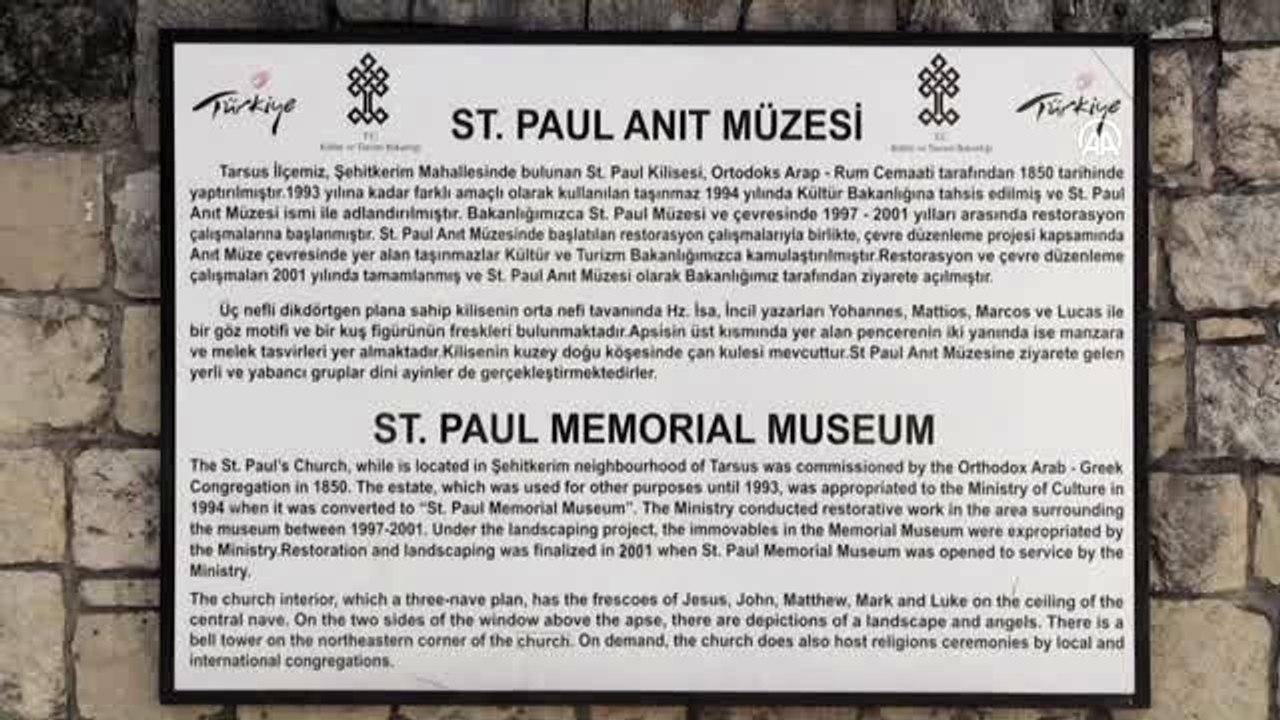 Türkiye
T.C.
Kültür ve Turizm Bakanlığı
ST. PAUL ANIT MÜZESİ
T.C.
Kültür ve Turizm Bakanlığı
Türkiye
AA
Tarsus İlçemiz, Şehitkerim Mahallesinde bulunan St. Paul Kilisesi, Ortodoks Arap - Rum Cemaati tarafından 1850 tarihinde
yaptırılmıştır.1993 yılına kadar farklı amaçlı olarak kullanılan taşınmaz 1994 yılında Kültür Bakanlığına tahsis edilmiş ve St. Paul
Anıt Müzesi ismi ile adlandırılmıştır. Bakanlığımızca St. Paul Müzesi ve çevresinde 1997 - 2001 yılları arasında restorasyon
çalışmalarına başlanmıştır. St. Paul Anıt Müzesinde başlatılan restorasyon çalışmalarıyla birlikte, çevre düzenleme projesi kapsamında
Anıt Müze çevresinde yer alan taşınmazlar Kültür ve Turizm Bakanlığımızca kamulaştırılmıştır.Restorasyon ve çevre düzenleme
çalışmaları 2001 yılında tamamlanmış ve St. Paul Anıt Müzesi olarak Bakanlığımız tarafından ziyarete açılmıştır.
Üç nefli dikdörtgen plana sahip kilisenin orta nefi tavanında Hz. İsa, İncil yazarları Yohannes, Mattios, Marcos ve Lucas ile
bir göz motifi ve bir kuş figürünün freskleri bulunmaktadır.Apsisin üst kısmında yer alan pencerenin iki yanında ise manzara
ve melek tasvirleri yer almaktadır.Kilisenin kuzey doğu köşesinde çan kulesi mevcuttur.St Paul Anıt Müzesine ziyarete gelen
yerli ve yabancı gruplar dini ayinler de gerçekleştirmektedirler.
ST. PAUL MEMORIAL MUSEUM
The St. Paul's Church, while is located in Şehitkerim neighbourhood of Tarsus was commissioned by the Orthodox Arab - Greek
Congregation in 1850. The estate, which was used for other purposes until 1993, was appropriated to the Ministry of Culture in
1994 when it was converted to “St. Paul Memorial Museum”. The Ministry conducted restorative work in the area surrounding
the museum between 1997-2001. Under the landscaping project, the immovables in the Memorial Museum were expropriated by
the Ministry.Restoration and landscaping was finalized in 2001 when St. Paul Memorial Museum was opened to service by the
Ministry.
The church interior, which a three-nave plan, has the frescoes of Jesus, John, Matthew, Mark and Luke on the ceiling of the
central nave. On the two sides of the window above the apse, there are depictions of a landscape and angels. There is a
bell tower on the northeastern corner of the church. On demand, the church does also host religions ceremonies by local and
international congregations.